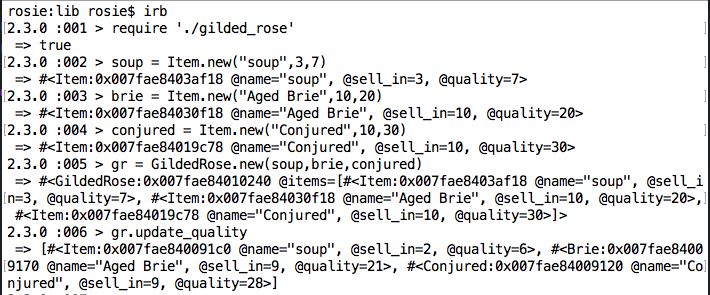 rosie:lib rosie$ irb
[2.3.0 :001 > require './gilded_rose' ]
 => true
[2.3.0 :002 > soup = Item.new("soup",3,7) ]
 => #<Item:0x007fae8403af18 @name="soup", @sell_in=3, @quality=7>
[2.3.0 :003 > brie = Item.new("Aged Brie",10,20) ]
 => #<Item:0x007fae84030f18 @name="Aged Brie", @sell_in=10, @quality=20>
[2.3.0 :004 > conjured = Item.new("Conjured",10,30) ]
 => #<Item:0x007fae84019c78 @name="Conjured", @sell_in=10, @quality=30>
[2.3.0 :005 > gr = GildedRose.new(soup,brie,conjured) ]
 => #<GildedRose:0x007fae84010240 @items=[#<Item:0x007fae8403af18 @name="soup", @sell_i
[n=3, @quality=7>, #<Item:0x007fae84030f18 @name="Aged Brie", @sell_in=10, @quality=20>,]
 #<Item:0x007fae84019c78 @name="Conjured", @sell_in=10, @quality=30>]>
2.3.0 :006 > gr.update_quality
 => [#<Item:0x007fae840091c0 @name="soup", @sell_in=2, @quality=6>, #<Brie:0x007fae8400
9170 @name="Aged Brie", @sell_in=9, @quality=21>, #<Conjured:0x007fae84009120 @name="Co
njured", @sell_in=9, @quality=28>]